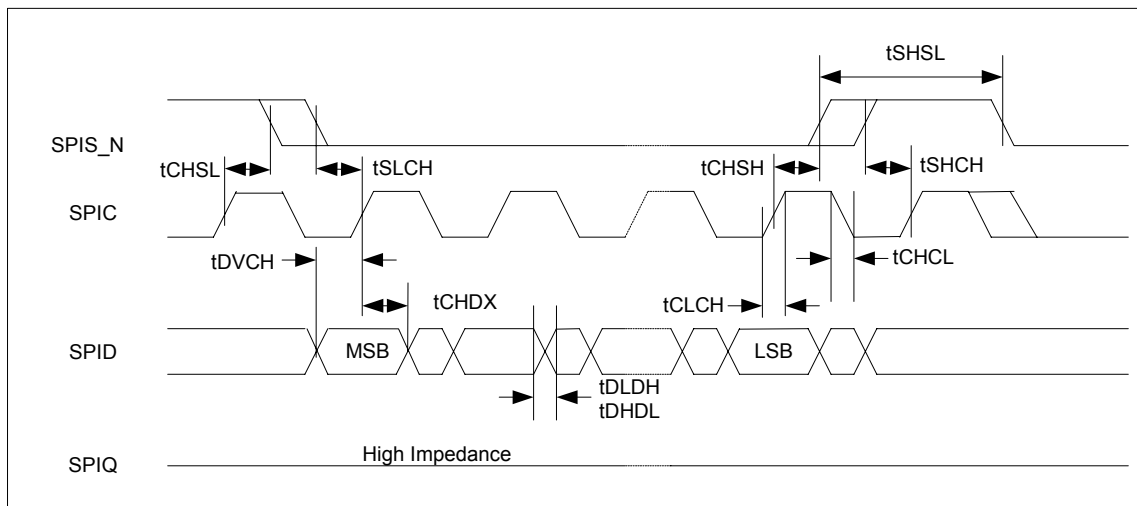 tSHSL
SPIS_N
tCHSL
tSLCH
tCHSH
tSHCH
SPIC
tDVCH
tCHCL
tCHDX
tCLCH
SPID
MSB
LSB
tDLDH
tDHDL
High Impedance
SPIQ